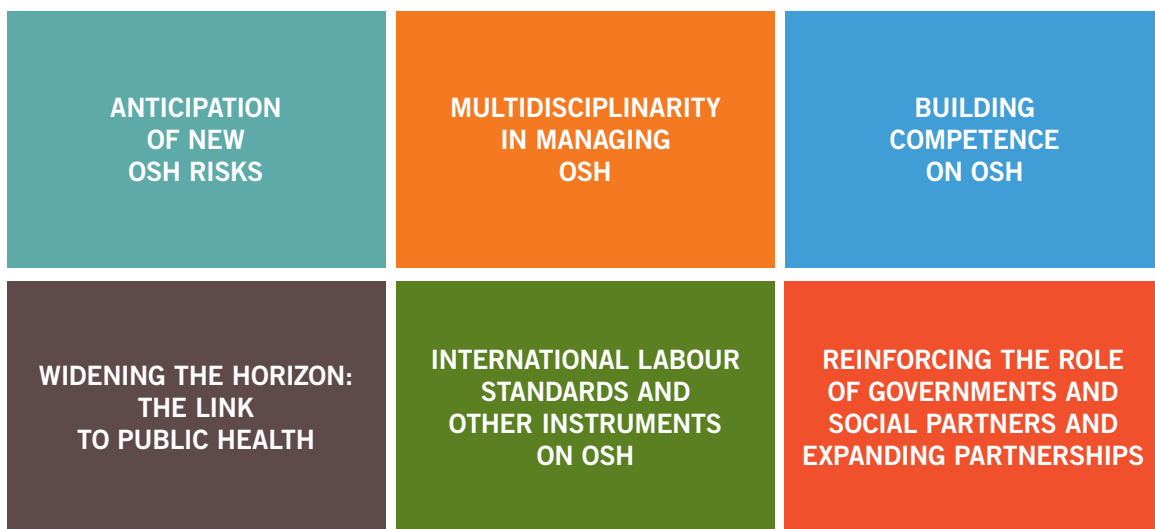 ANTICIPATION
OF NEW
OSH RISKS
MULTIDISCIPLINARITY
IN MANAGING
OSH
BUILDING
COMPETENCE
ON OSH
WIDENING THE HORIZON:
THE LINK
TO PUBLIC HEALTH
INTERNATIONAL LABOUR
STANDARDS AND
OTHER INSTRUMENTS
ON OSH
REINFORCING THE ROLE
OF GOVERNMENTS AND
SOCIAL PARTNERS AND
EXPANDING PARTNERSHIPS